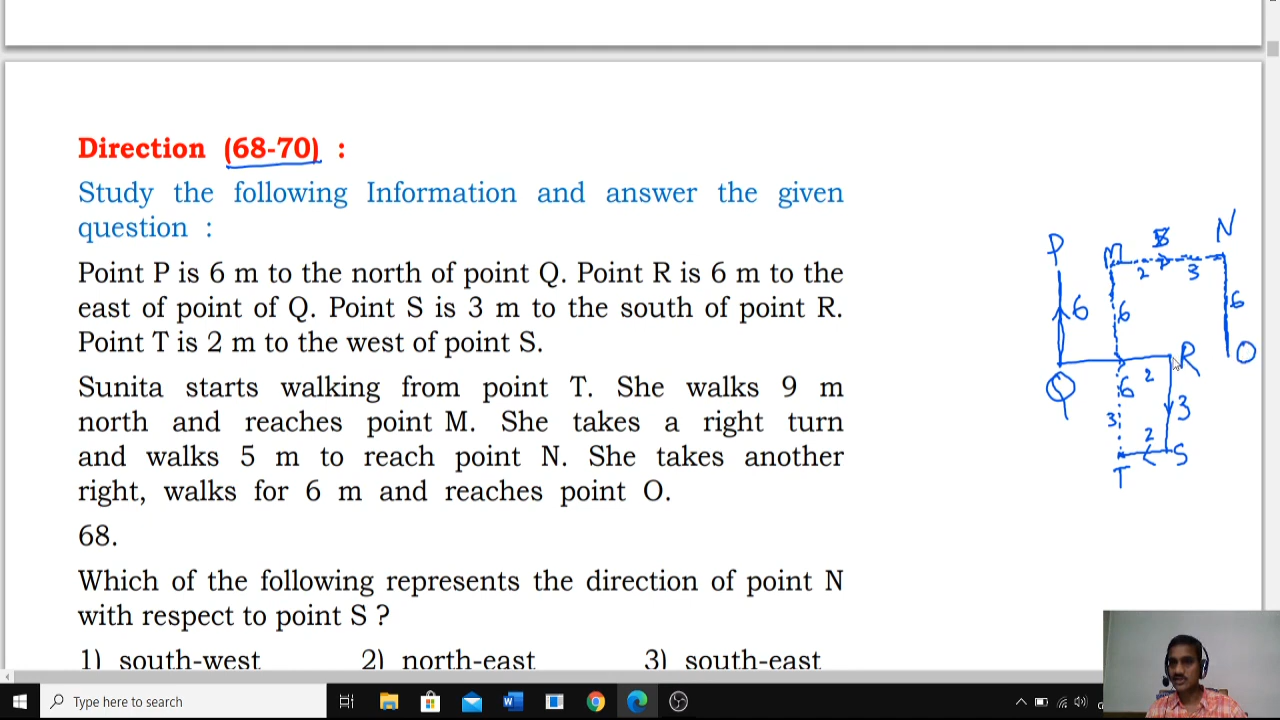 Direction (68-70) :
Study the following Information and answer the given
question :
Point P is 6 m to the north of point Q. Point R is 6 m to the
east of point of Q. Point S is 3 m to the south of point R.
Point T is 2 m to the west of point S.
Sunita starts walking from point T. She walks 9 m
north and reaches point M. She takes a right turn
and walks 5 m to reach point N. She takes another
right, walks for 6 m and reaches point O.
68.
Which of the following represents the direction of point N
with respect to point S ?
1) south-west 2) north-east 3) south-east
P M N
2 3
6 6 6
R O
Q 6 2
3 3
2 S
T
Type here to search